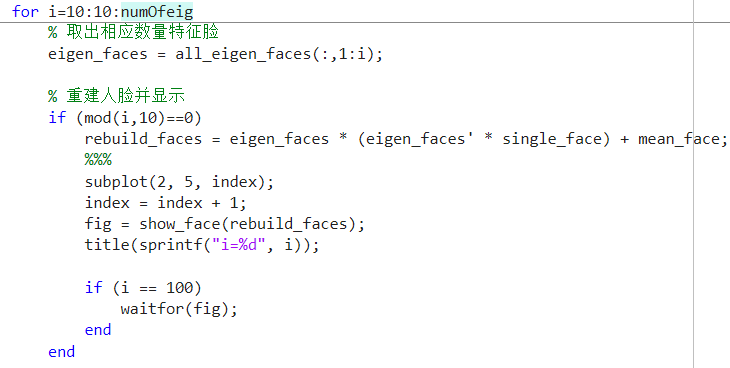 for i=10:10:numOfeig
% 取出相应数量特征脸
eigen_faces = all_eigen_faces(:,1:i);
% 重建人脸并显示
if (mod(i,10)==0)
rebuild_faces = eigen_faces * (eigen_faces' * single_face) + mean_face;
%%%
subplot(2, 5, index);
index = index + 1;
fig = show_face(rebuild_faces);
title(sprintf("i=%d", i));
if (i == 100)
waitfor(fig);
end
end